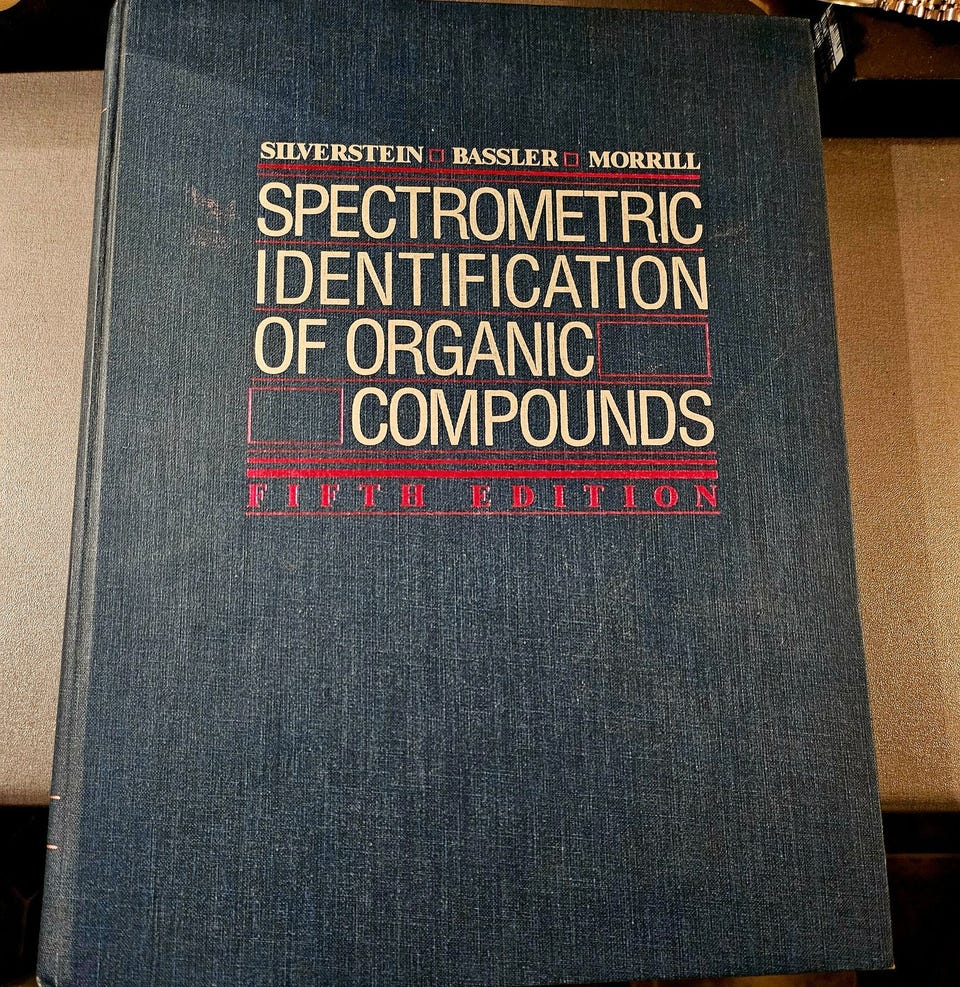 SILVERSTEIN □ BASSLER □ MORRILL
SPECTROMETRIC
IDENTIFICATION
OF ORGANIC
COMPOUNDS
FIFTH EDITION